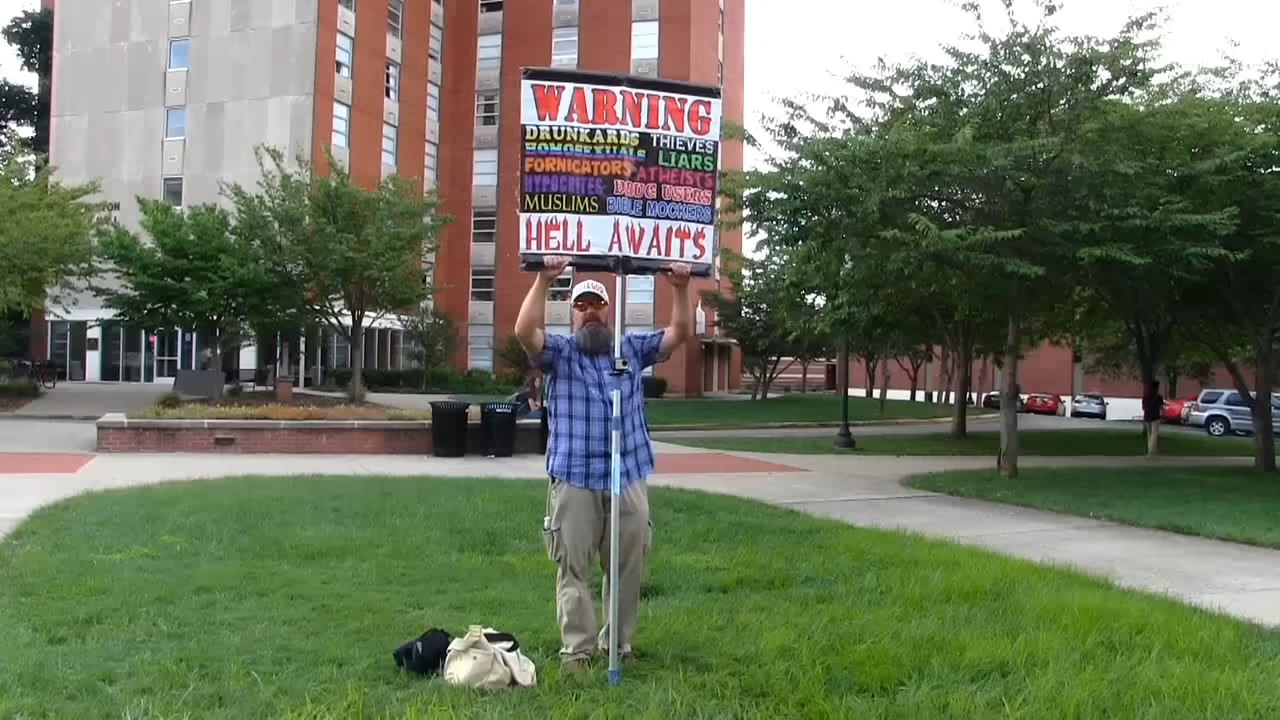 WARNING
DRUNKARDS THIEVES
HOMOSEXUALS LIARS
FORNICATORS ATHEISTS
HYPOCRITES DRUG USERS
MUSLIMS BIBLE MOCKERS
HELL AWAITS